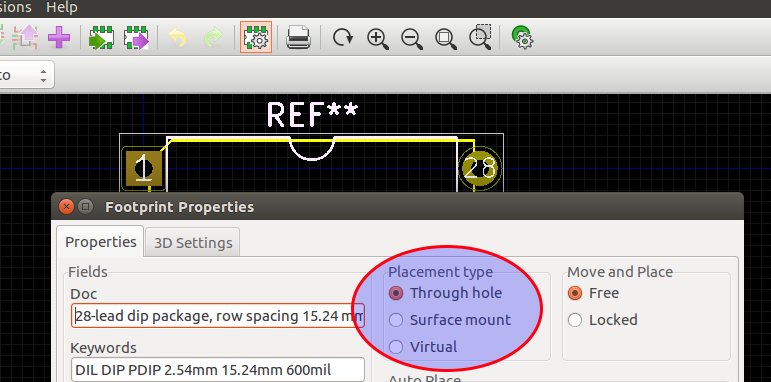 sions Help
to
REF**
1
28
Footprint Properties
Properties
3D Settings
Fields
Placement type
Move and Place
Doc
Through hole
Free
28-lead dip package, row spacing 15.24 mm
Surface mount
Locked
Keywords
Virtual
DIL DIP PDIP 2.54mm 15.24mm 600mil
Auto Place